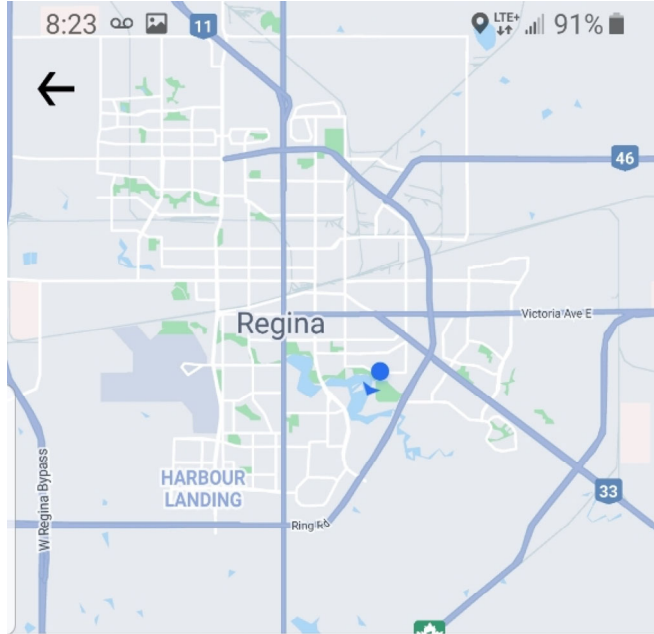 8:23
LTE+
91%
11
46
Victoria Ave E
Regina
HARBOUR
LANDING
W Regina Bypass
33
Ring Rd